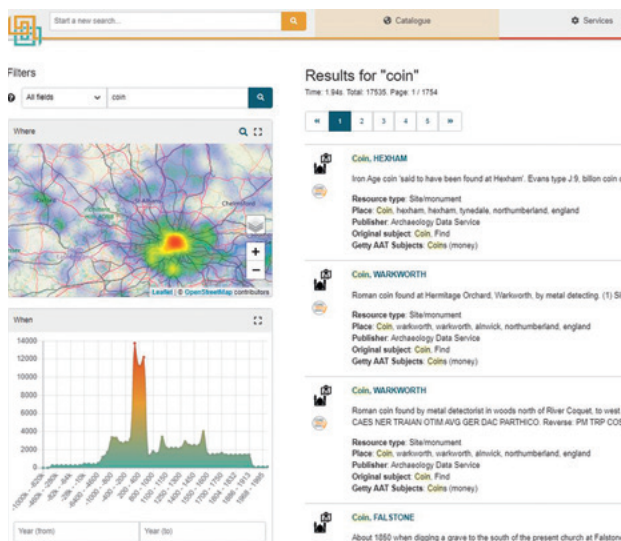 Start a new search...
Catalogue
Services
Filters
All fields
coin
Where
St Albans
Chelmsford
+
−
Leaflet | © OpenStreetMap contributors
When
14000
12000
10000
8000
6000
4000
2000
0
Year (from)
Year (to)
Results for "coin"
Time: 1.94s. Total: 17535. Page: 1 / 1754
« 1 2 3 4 5 »
Coin, HEXHAM
Iron Age coin 'said to have been found at Hexham'. Evans type J.9, billon coin
Resource type: Site/monument
Place: Coin, hexham, hexham, tynedale, northumberland, england
Publisher: Archaeology Data Service
Original subject: Coin, Find
Getty AAT Subjects: Coins (money)
Coin, WARKWORTH
Roman coin found at Hermitage Orchard, Warkworth, by metal detecting. (1)
Resource type: Site/monument
Place: Coin, warkworth, warkworth, alnwick, northumberland, england
Publisher: Archaeology Data Service
Original subject: Coin, Find
Getty AAT Subjects: Coins (money)
Coin, WARKWORTH
Roman coin found by metal detectorist in woods north of River Coquet, to west
CAES NER TRAIAN OTIM AVG GER DAC PARTHICO. Reverse: PM TRP COS
Resource type: Site/monument
Place: Coin, warkworth, warkworth, alnwick, northumberland, england
Publisher: Archaeology Data Service
Original subject: Coin, Find
Getty AAT Subjects: Coins (money)
Coin, FALSTONE
About 1850 when digging a grave to the south of the present church at Falstone